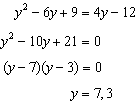 y² − 6y + 9 = 4y − 12
y² − 10y + 21 = 0
(y − 7)(y − 3) = 0
y = 7, 3